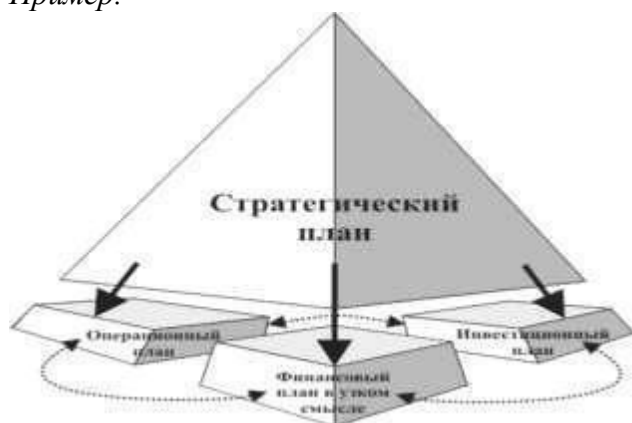 Пример:
Стратегический
план
Операционный
план
Инвестиционный
план
Финансовый
план в узком
смысле